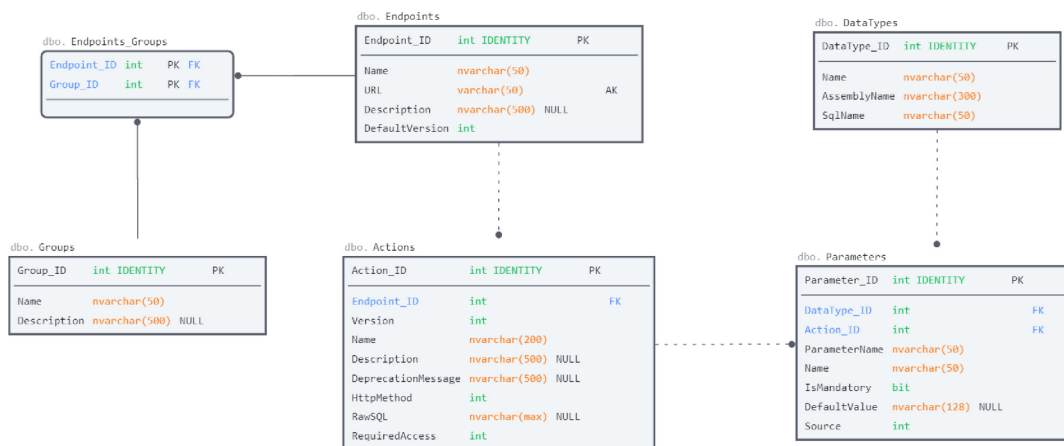 dbo. Endpoints_Groups
Endpoint_ID int PK FK
Group_ID int PK FK
dbo. Endpoints
Endpoint_ID int IDENTITY PK
Name nvarchar(50)
URL varchar(50) AK
Description nvarchar(500) NULL
DefaultVersion int
dbo. DataTypes
DataType_ID int IDENTITY PK
Name nvarchar(50)
AssemblyName nvarchar(300)
SqlName nvarchar(50)
dbo. Groups
Group_ID int IDENTITY PK
Name nvarchar(50)
Description nvarchar(500) NULL
dbo. Actions
Action_ID int IDENTITY PK
Endpoint_ID int FK
Version int
Name nvarchar(200)
Description nvarchar(500) NULL
DeprecationMessage nvarchar(500) NULL
HttpMethod int
RawSQL nvarchar(max) NULL
RequiredAccess int
dbo. Parameters
Parameter_ID int IDENTITY PK
DataType_ID int FK
Action_ID int FK
ParameterName nvarchar(50)
Name nvarchar(50)
IsMandatory bit
DefaultValue nvarchar(128) NULL
Source int